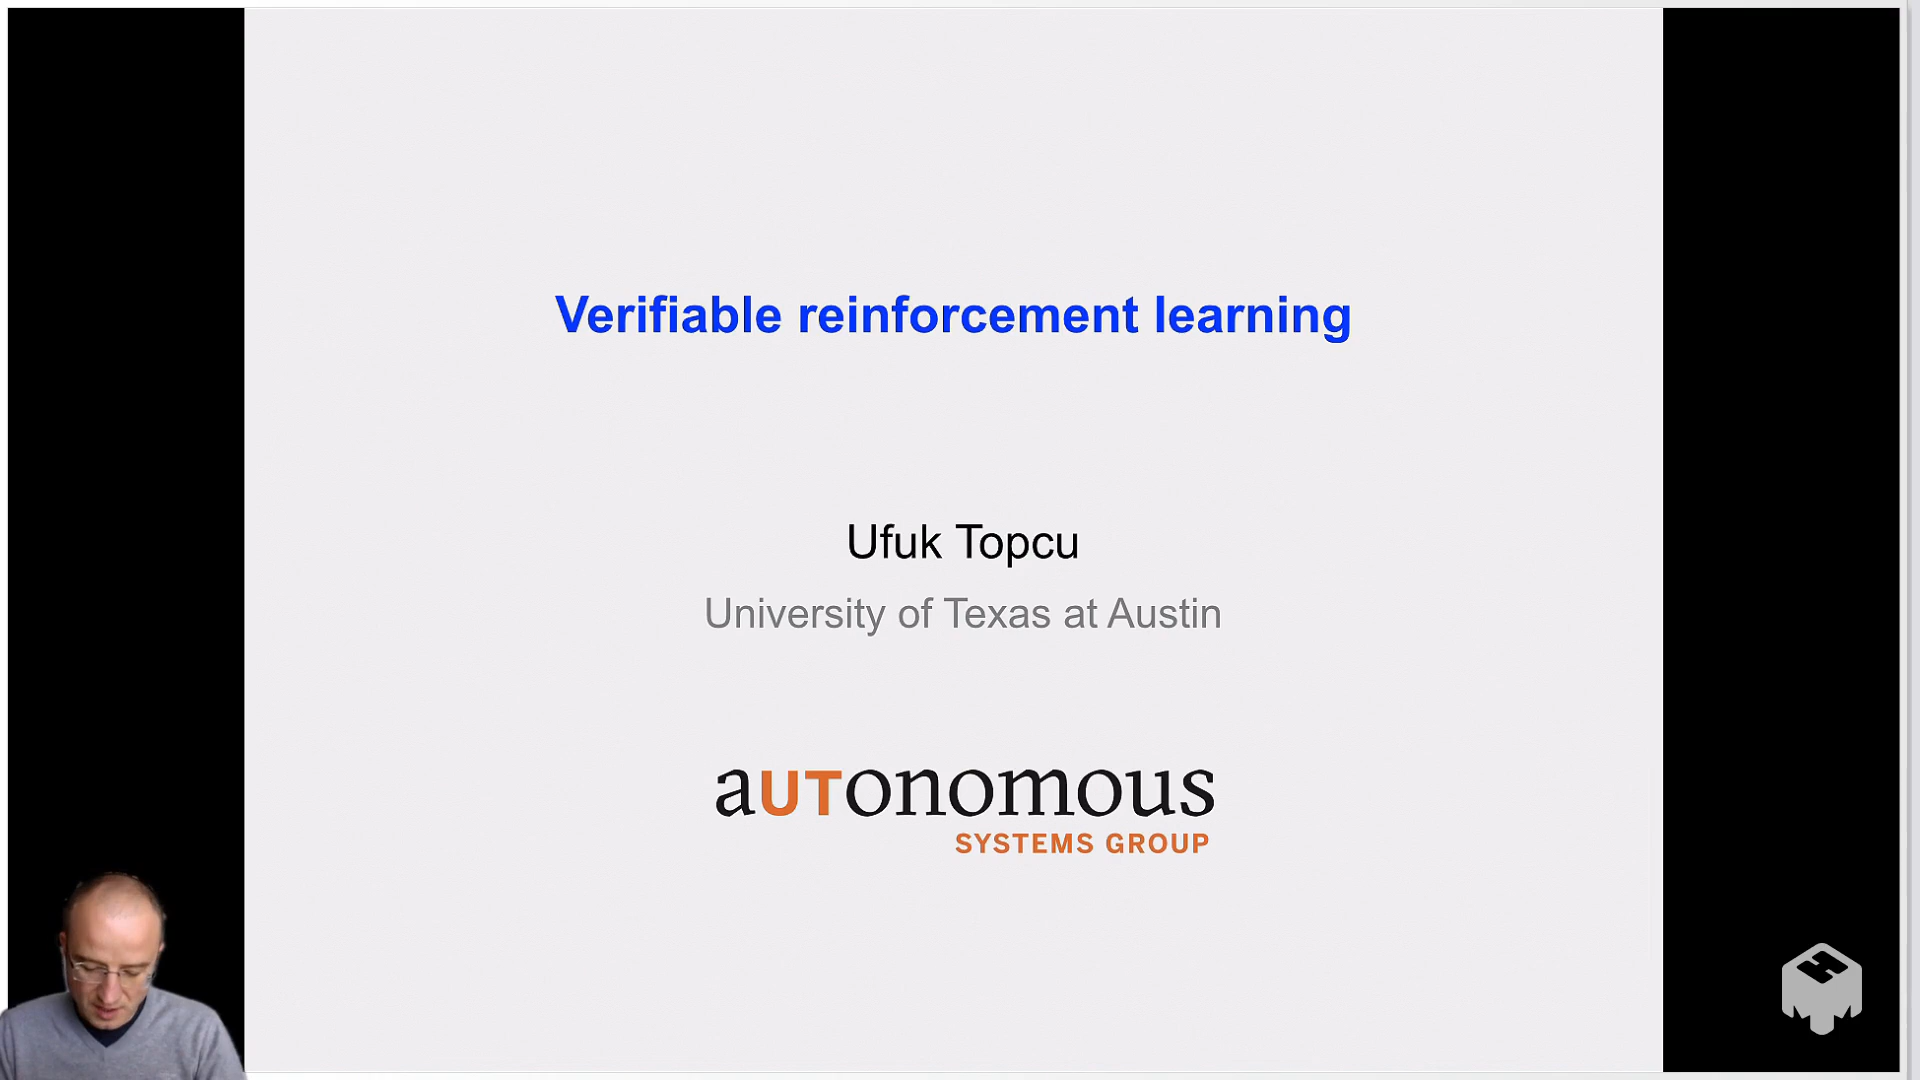 Verifiable reinforcement learning
Ufuk Topcu
University of Texas at Austin
aUTonomous
SYSTEMS GROUP